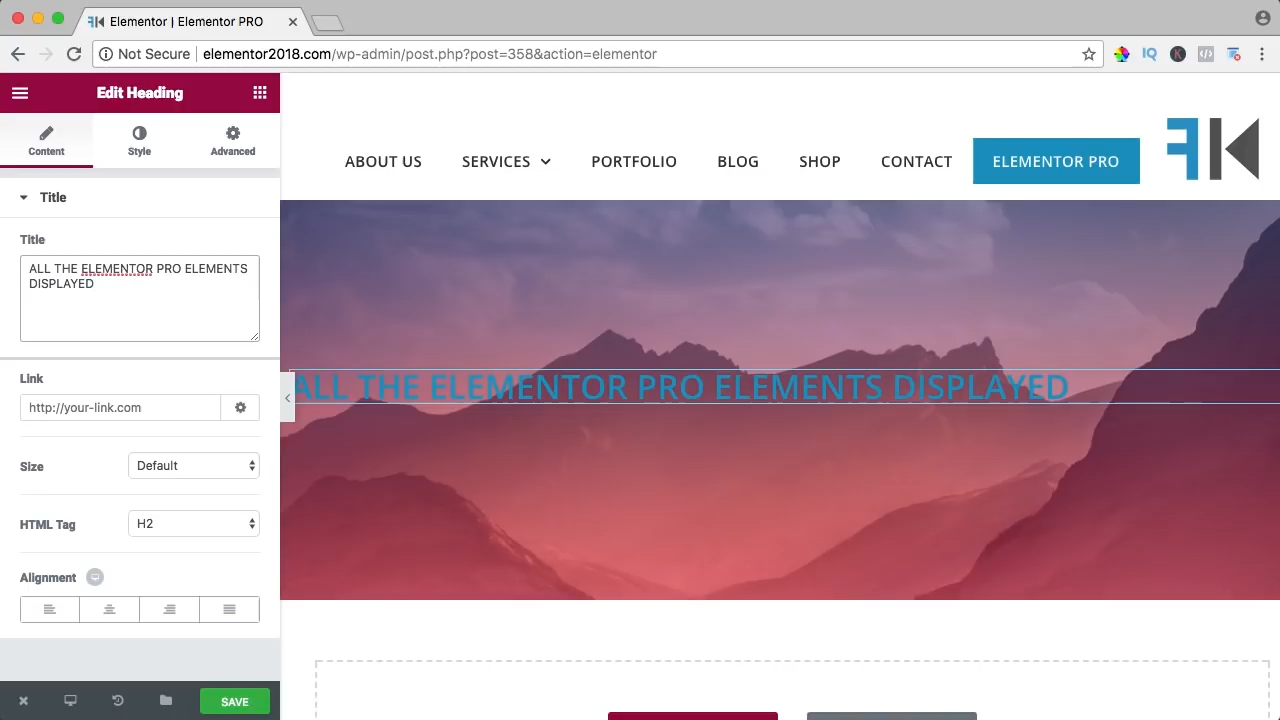 Elementor | Elementor PRO
Not Secure elementor2018.com/wp-admin/post.php?post=358&action=elementor
Edit Heading
Content Style Advanced
Title
Title
ALL THE ELEMENTOR PRO ELEMENTS
DISPLAYED
Link
http://your-link.com
Size Default
HTML Tag H2
Alignment
SAVE
ABOUT US SERVICES PORTFOLIO BLOG SHOP CONTACT ELEMENTOR PRO
FK
ALL THE ELEMENTOR PRO ELEMENTS DISPLAYED